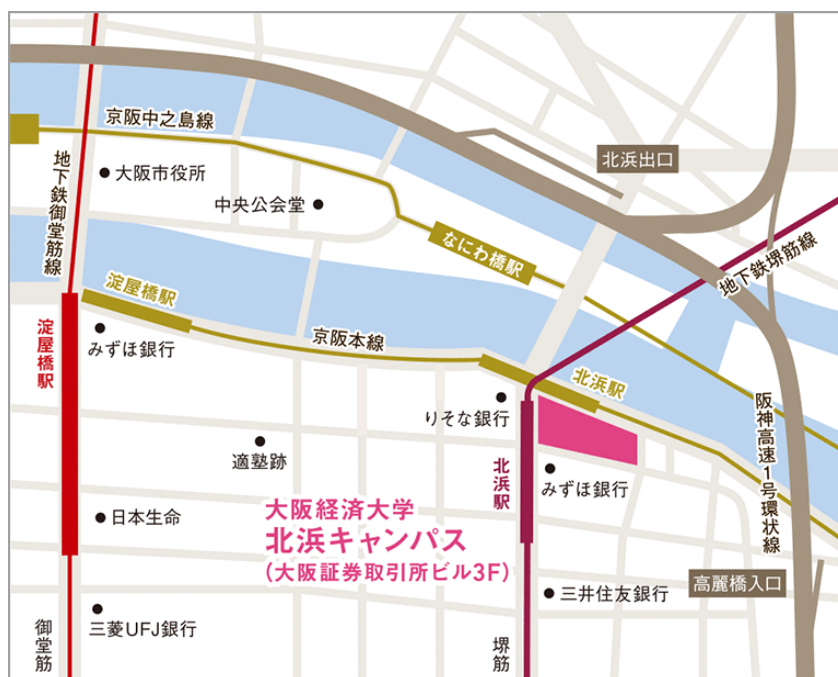 京阪中之島線
北浜出口
地下鉄御堂筋線
大阪市役所
中央公会堂
なにわ橋駅
地下鉄堺筋線
淀屋橋駅
淀屋橋駅
みずほ銀行
京阪本線
北浜駅
りそな銀行
阪神高速1号環状線
適塾跡
北浜駅
みずほ銀行
日本生命
大阪経済大学
北浜キャンパス
(大阪証券取引所ビル3F)
高麗橋入口
三井住友銀行
三菱UFJ銀行
御堂筋
堺筋